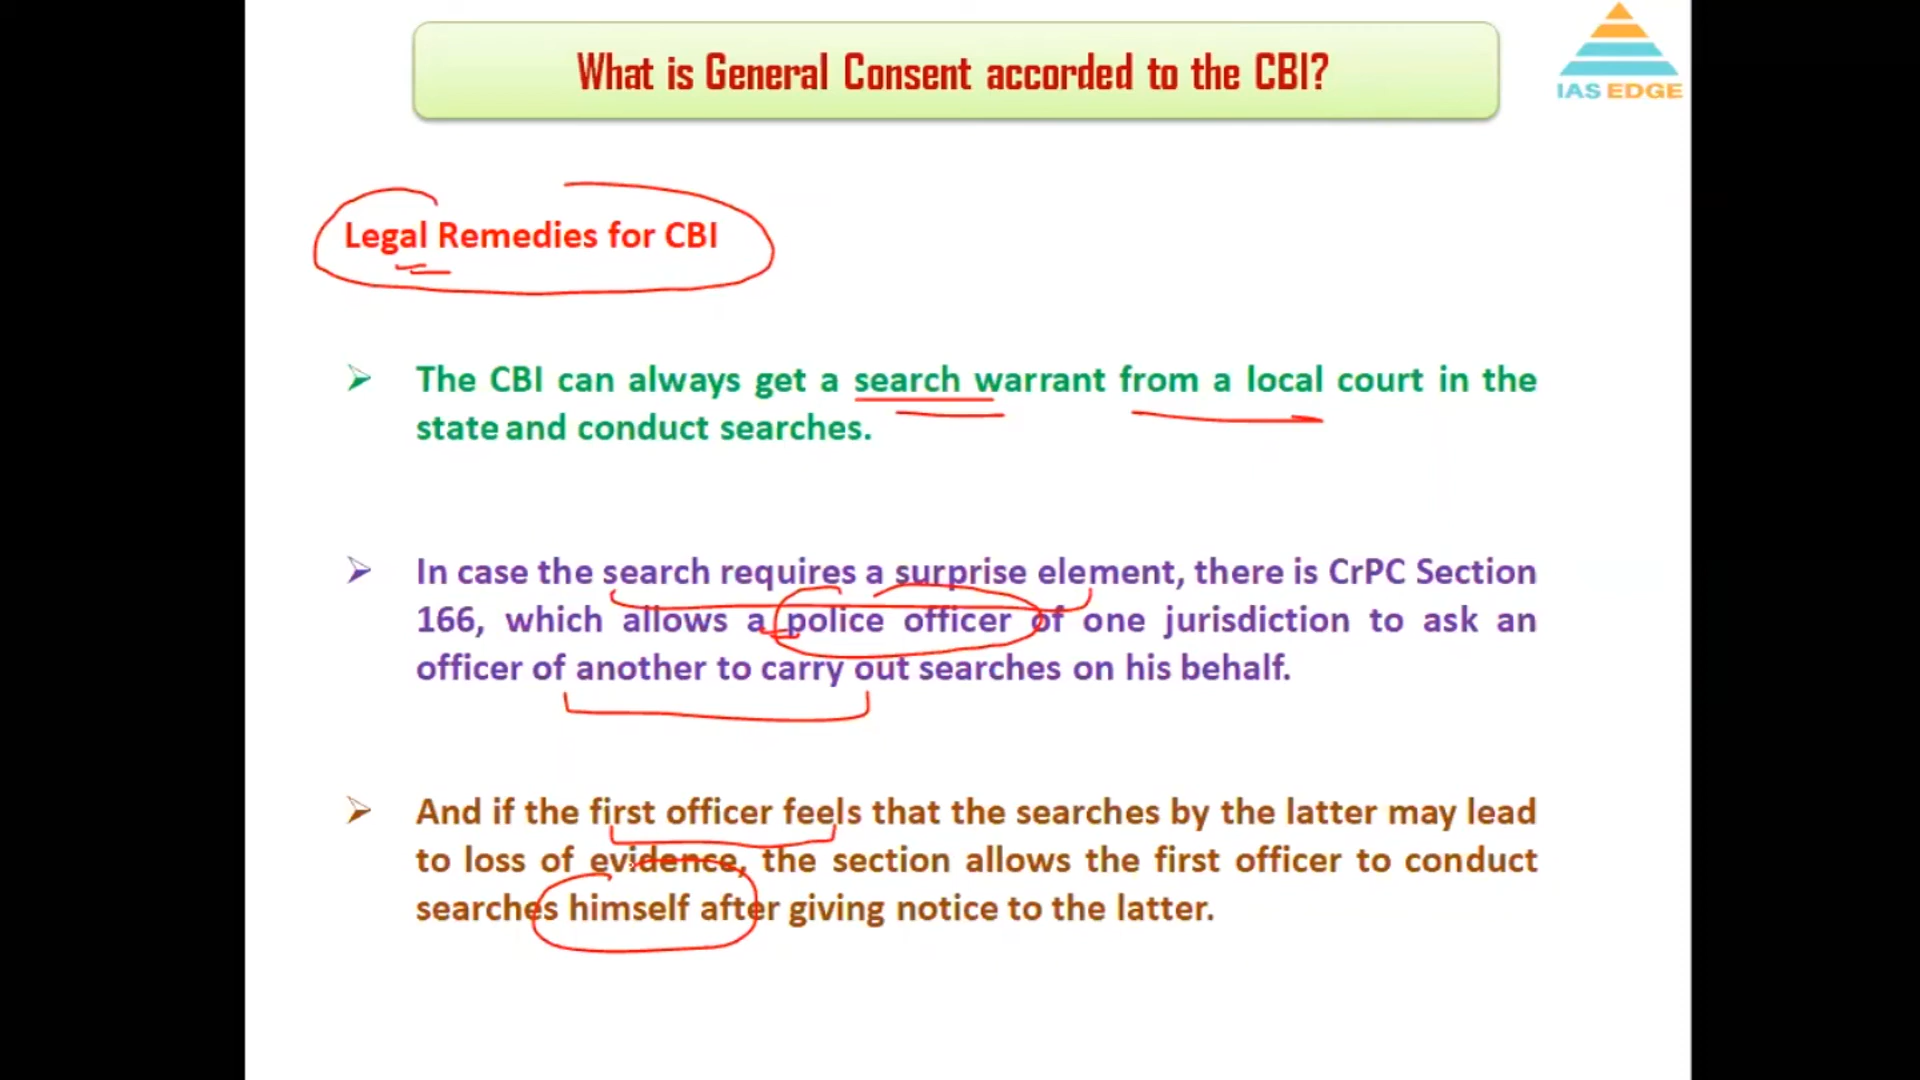 What is General Consent accorded to the CBI?
IAS EDGE
Legal Remedies for CBI
The CBI can always get a search warrant from a local court in the
state and conduct searches.
In case the search requires a surprise element, there is CrPC Section
166, which allows a police officer of one jurisdiction to ask an
officer of another to carry out searches on his behalf.
And if the first officer feels that the searches by the latter may lead
to loss of evidence, the section allows the first officer to conduct
searches himself after giving notice to the latter.